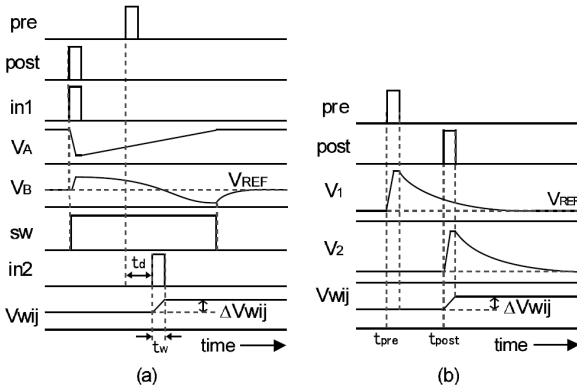 pre
post
in1
VA
VB
VREF
sw
td
in2
Vwij
ΔVwij
tw
time
(a)
pre
post
V1
VREF
V2
Vwij
ΔVwij
tpre
tpost
time
(b)